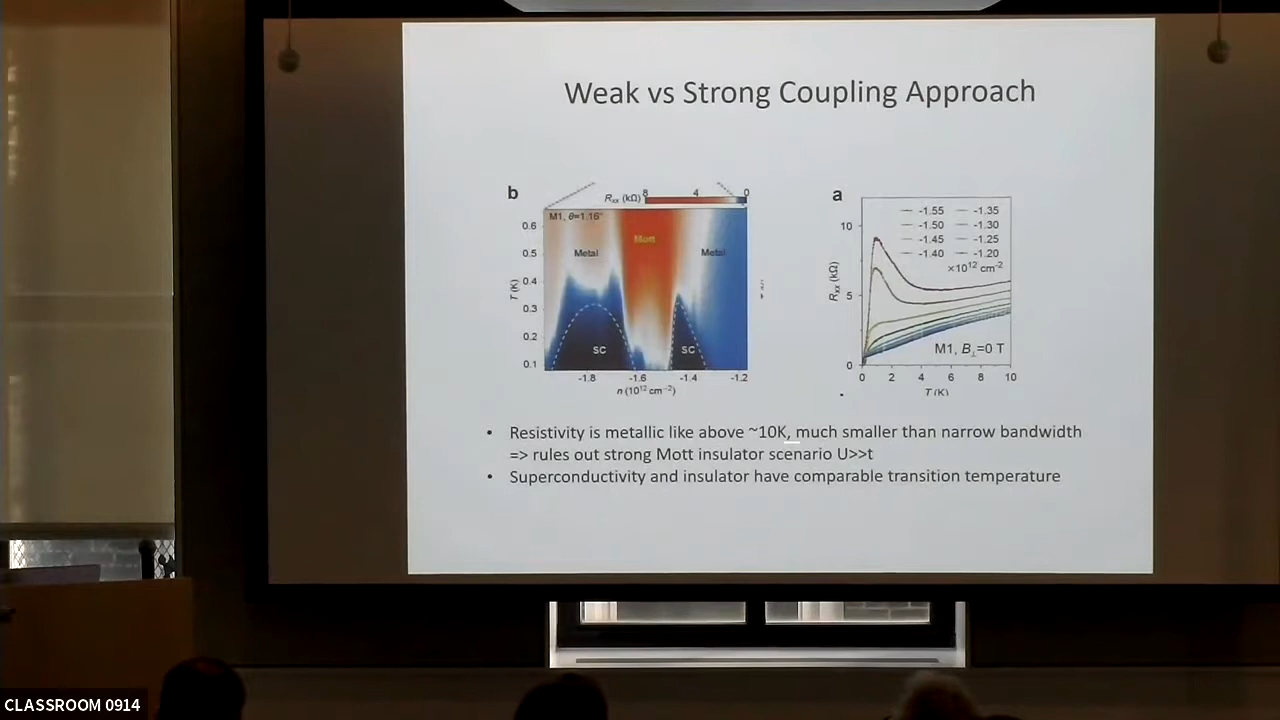 Weak vs Strong Coupling Approach
b
Rxx (kΩ) 8 4 0
M1, θ=1.16°
Mott
Metal
Metal
SC
SC
T (K)
0.6
0.5
0.4
0.3
0.2
0.1
-1.8 -1.6 -1.4 -1.2
n (10¹² cm⁻²)
a
Rxx (kΩ)
10
5
0
-1.55 -1.35
-1.50 -1.30
-1.45 -1.25
-1.40 -1.20
×10¹² cm⁻²
M1, B⊥=0 T
0 2 4 6 8 10
T (K)
• Resistivity is metallic like above ~10K, much smaller than narrow bandwidth
=> rules out strong Mott insulator scenario U>>t
• Superconductivity and insulator have comparable transition temperature
CLASSROOM 0914